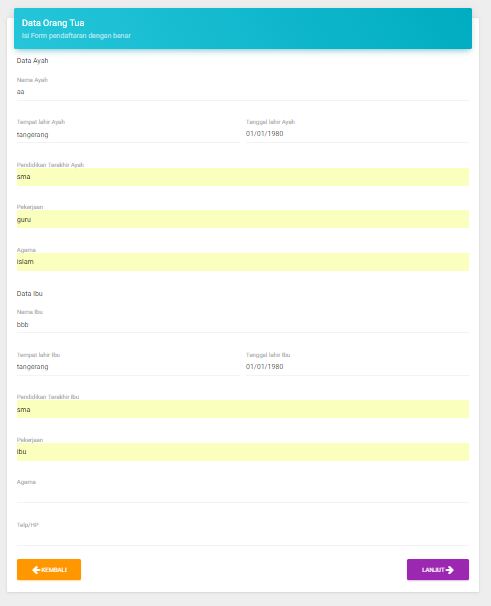 Data Orang Tua
Isi Form pendaftaran dengan benar
Data Ayah
Nama Ayah
aa
Tempat lahir Ayah
Tanggal lahir Ayah
tangerang
01/01/1980
Pendidikan Terakhir Ayah
sma
Pekerjaan
guru
Agama
islam
Data Ibu
Nama Ibu
bbb
Tempat lahir Ibu
Tanggal lahir Ibu
tangerang
01/01/1980
Pendidikan Terakhir Ibu
sma
Pekerjaan
ibu
Agama
Telp/HP
KEMBALI
LANJUT